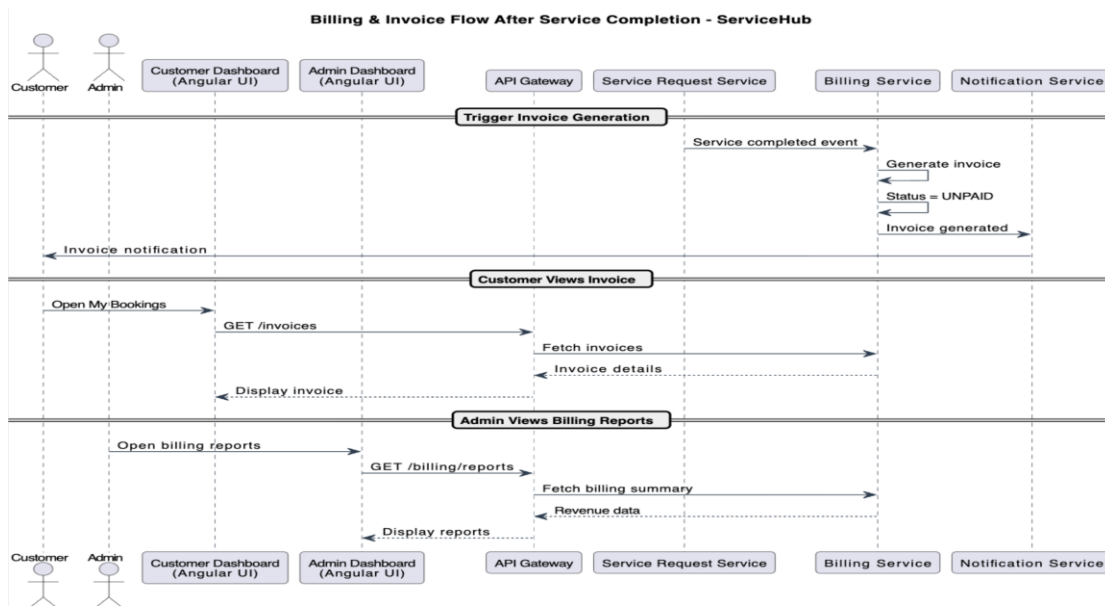 Billing & Invoice Flow After Service Completion - ServiceHub
Customer
Admin
Customer Dashboard
(Angular UI)
Admin Dashboard
(Angular UI)
API Gateway
Service Request Service
Billing Service
Notification Service
Trigger Invoice Generation
Service completed event
Generate invoice
Status = UNPAID
Invoice generated
Invoice notification
Customer Views Invoice
Open My Bookings
GET /invoices
Fetch invoices
Invoice details
Display invoice
Admin Views Billing Reports
Open billing reports
GET /billing/reports
Fetch billing summary
Revenue data
Display reports
Customer
Admin
Customer Dashboard
(Angular UI)
Admin Dashboard
(Angular UI)
API Gateway
Service Request Service
Billing Service
Notification Service